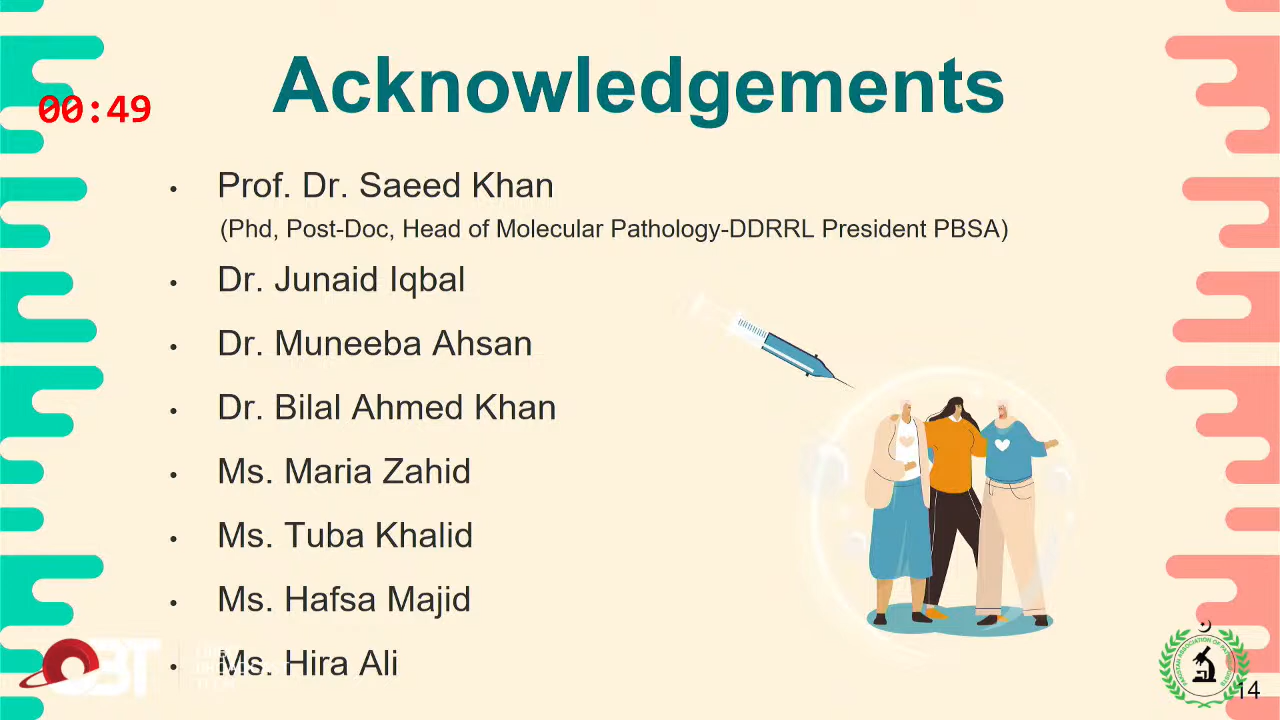 Acknowledgements
00:49
• Prof. Dr. Saeed Khan
(Phd, Post-Doc, Head of Molecular Pathology-DDRRL President PBSA)
• Dr. Junaid Iqbal
• Dr. Muneeba Ahsan
• Dr. Bilal Ahmed Khan
• Ms. Maria Zahid
• Ms. Tuba Khalid
• Ms. Hafsa Majid
• Ms. Hira Ali
OBT
14